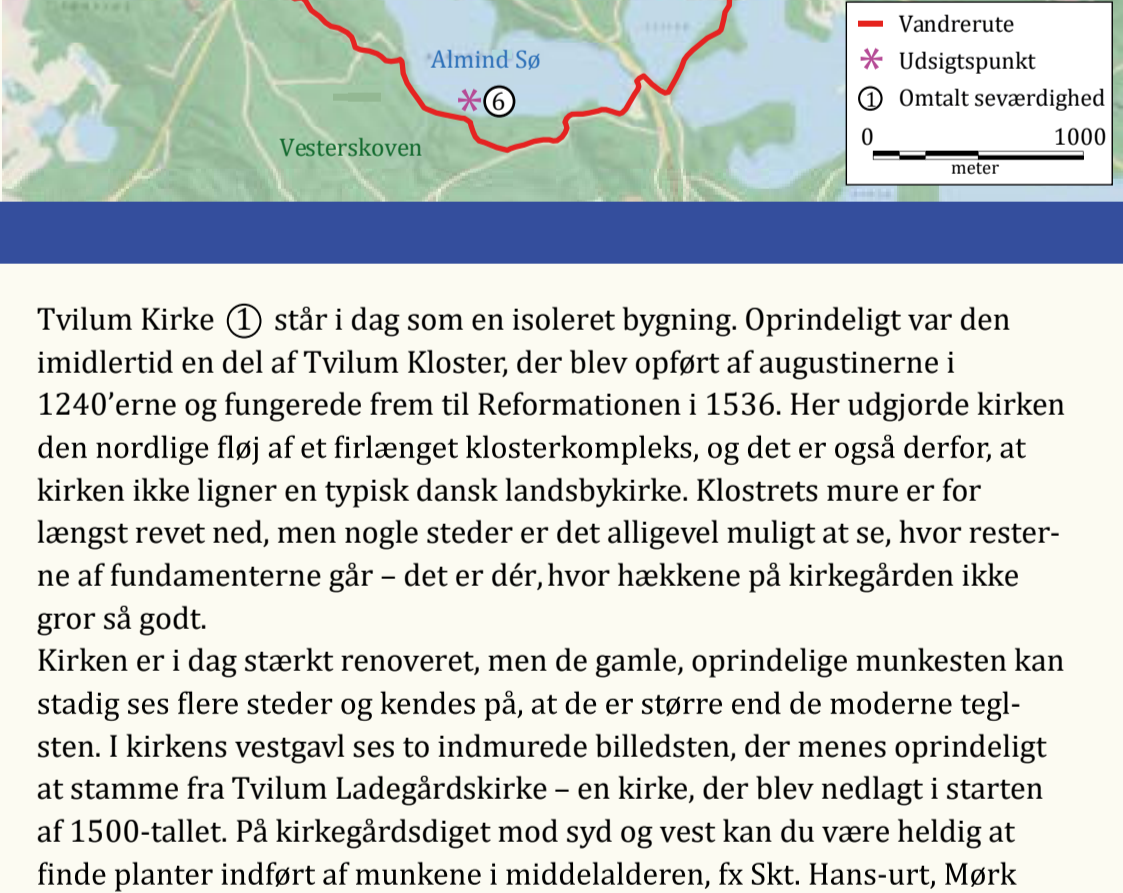 Vandrerute
Almind Sø
Udsigtspunkt
6
1 Omtalt seværdighed
0 1000
Vesterskoven
meter
Tvilum Kirke ① står i dag som en isoleret bygning. Oprindeligt var den
imidlertid en del af Tvilum Kloster, der blev opført af augustinerne i
1240’erne og fungerede frem til Reformationen i 1536. Her udgjorde kirken
den nordlige fløj af et firlænget klosterkompleks, og det er også derfor, at
kirken ikke ligner en typisk dansk landsbykirke. Klostrets mure er for
længst revet ned, men nogle steder er det alligevel muligt at se, hvor rester-
ne af fundamenterne går – det er dér, hvor hækkene på kirkegården ikke
gror så godt.
Kirken er i dag stærkt renoveret, men de gamle, oprindelige munkesten kan
stadig ses flere steder og kendes på, at de er større end de moderne tegl-
sten. I kirkens vestgavl ses to indmurede billedsten, der menes oprindeligt
at stamme fra Tvilum Ladegårdskirke – en kirke, der blev nedlagt i starten
af 1500-tallet. På kirkegårdsdiget mod syd og vest kan du være heldig at
finde planter indført af munkene i middelalderen, fx Skt. Hans-urt, Mørk